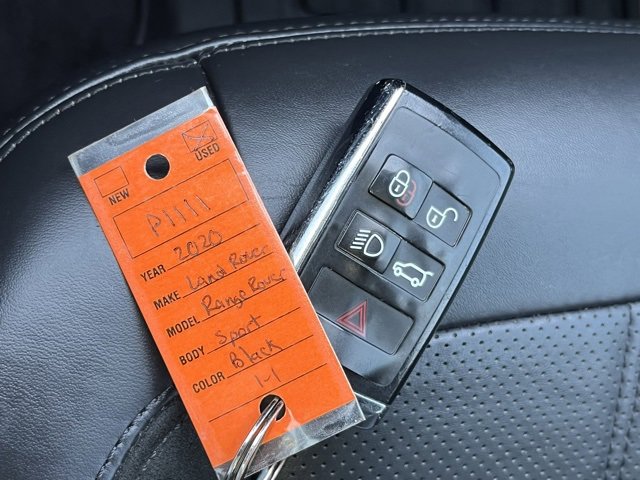 USED
NEW
P1111
YEAR 2020
MAKE Land Rover
MODEL Range Rover
BODY Sport
COLOR Black
1-1